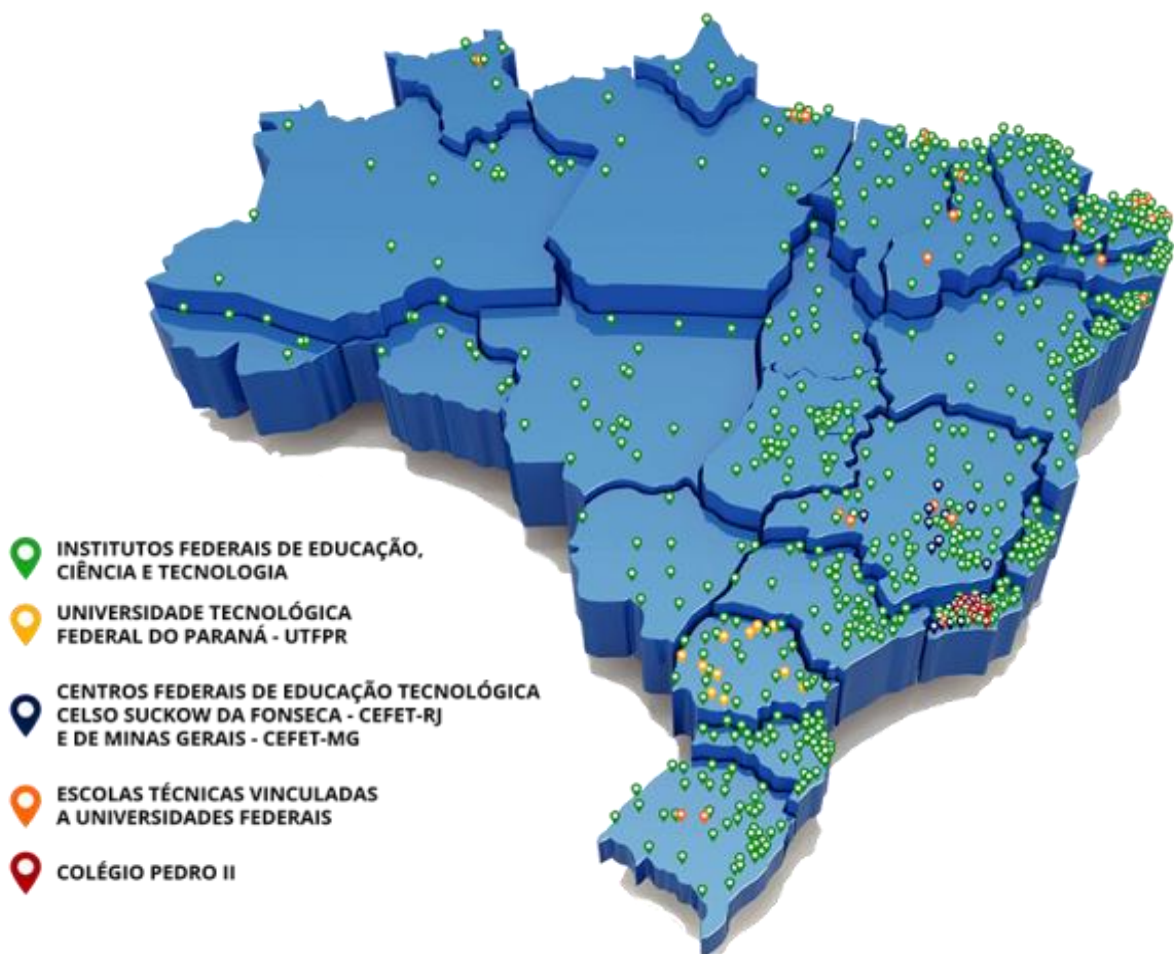 INSTITUTOS FEDERAIS DE EDUCAÇÃO,
CIÊNCIA E TECNOLOGIA
UNIVERSIDADE TECNOLÓGICA
FEDERAL DO PARANÁ - UTFPR
CENTROS FEDERAIS DE EDUCAÇÃO TECNOLÓGICA
CELSO SUCKOW DA FONSECA - CEFET-RJ
E DE MINAS GERAIS - CEFET-MG
ESCOLAS TÉCNICAS VINCULADAS
A UNIVERSIDADES FEDERAIS
COLÉGIO PEDRO II